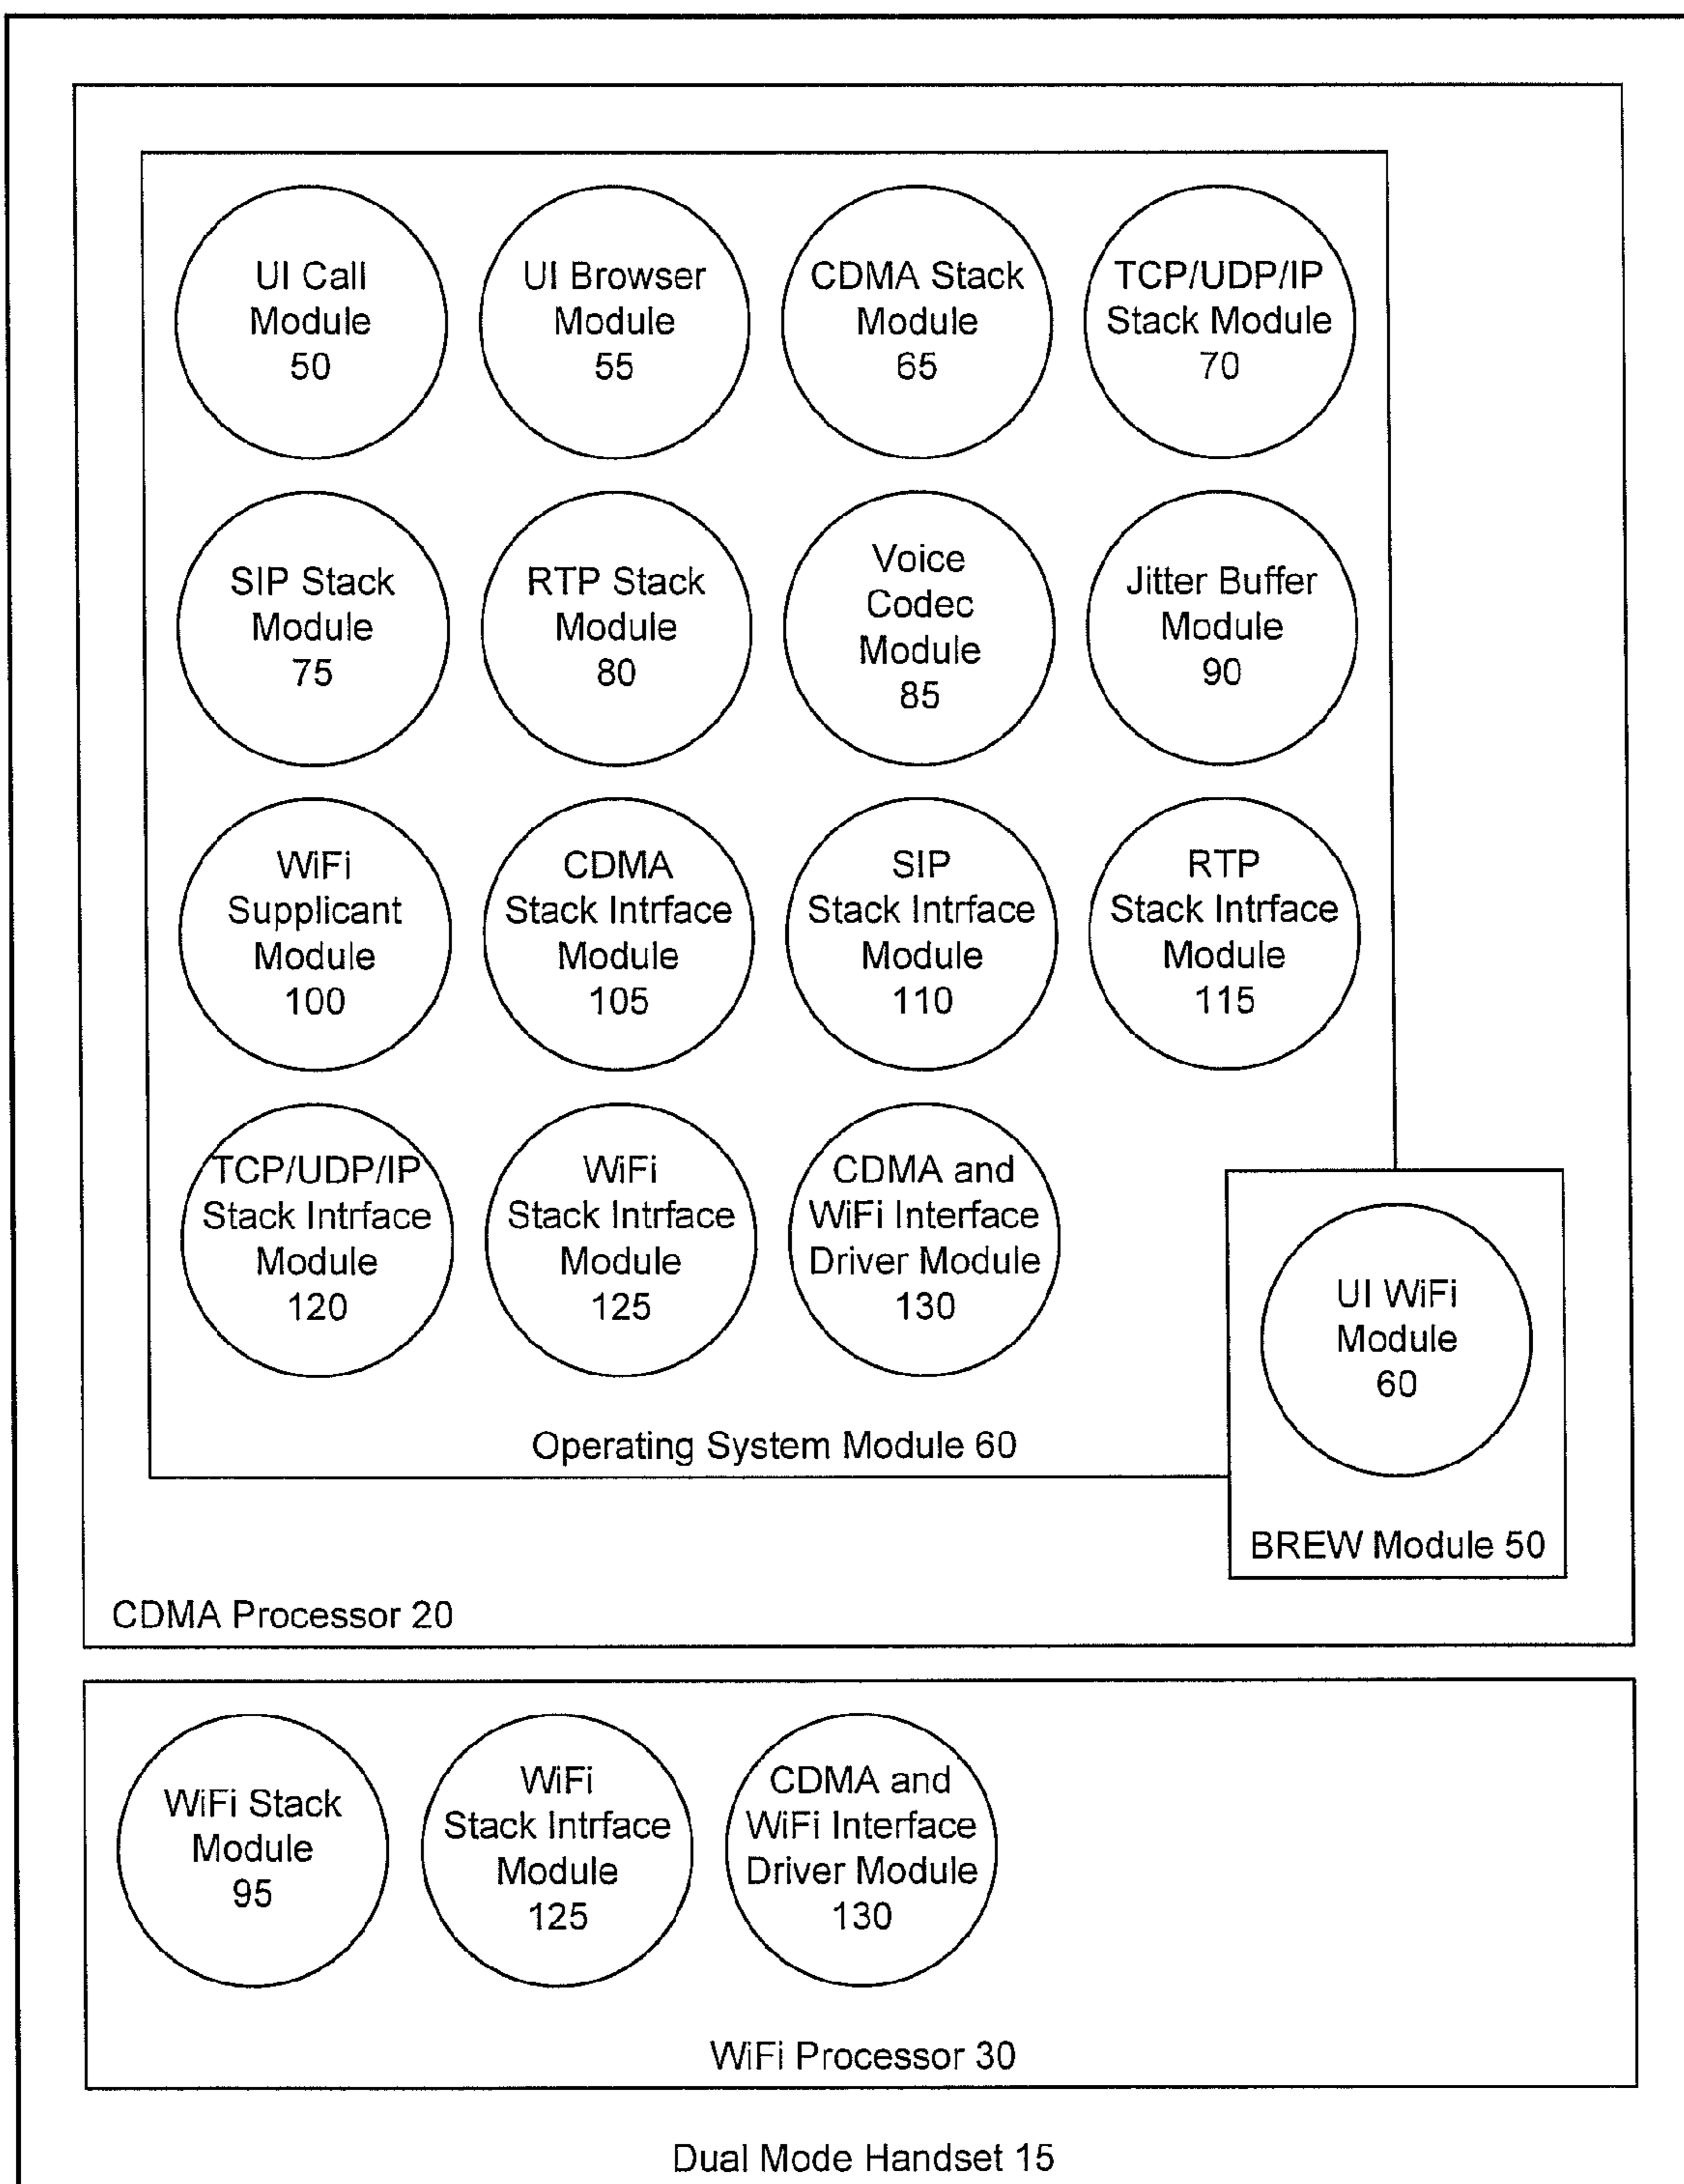 UI Call
Module
50
UI Browser
Module
55
CDMA Stack
Module
65
TCP/UDP/IP
Stack Module
70
SIP Stack
Module
75
RTP Stack
Module
80
Voice
Codec
Module
85
Jitter Buffer
Module
90
WiFi
Supplicant
Module
100
CDMA
Stack Intrface
Module
105
SIP
Stack Intrface
Module
110
RTP
Stack Intrface
Module
115
TCP/UDP/IP
Stack Intrface
Module
120
WiFi
Stack Intrface
Module
125
CDMA and
WiFi Interface
Driver Module
130
UI WiFi
Module
60
Operating System Module 60
BREW Module 50
CDMA Processor 20
WiFi Stack
Module
95
WiFi
Stack Intrface
Module
125
CDMA and
WiFi Interface
Driver Module
130
WiFi Processor 30
Dual Mode Handset 15